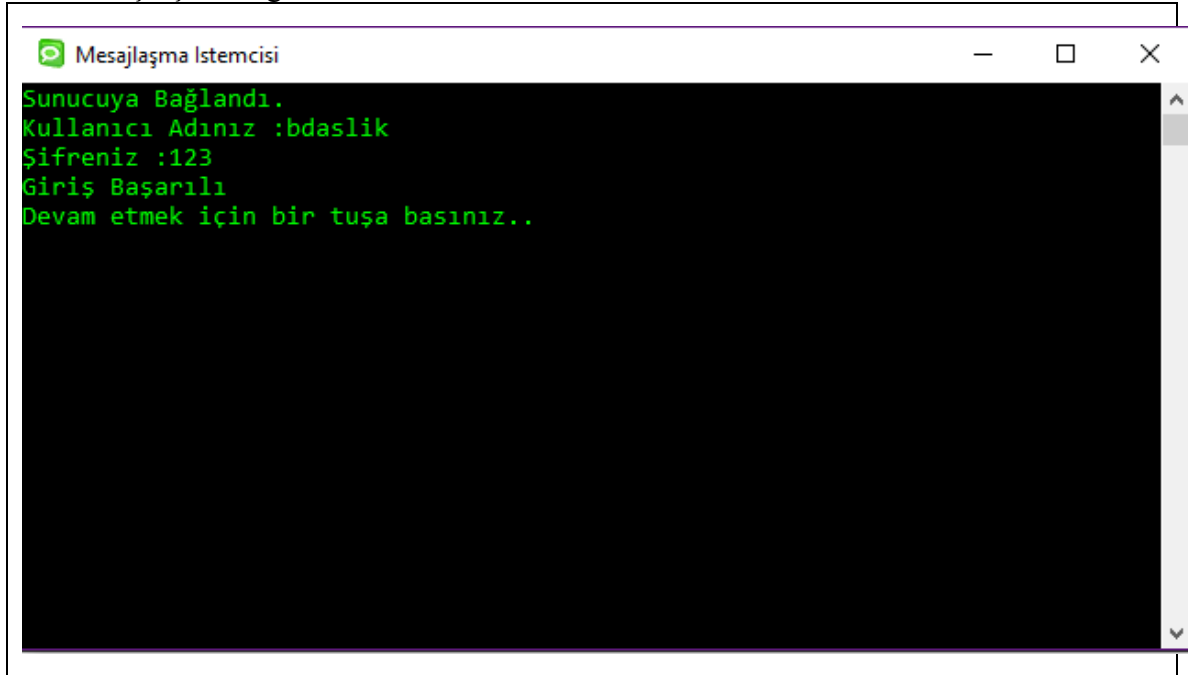 Mesajlaşma Istemcisi
Sunucuya Bağlandı.
Kullanıcı Adınız :bdaslik
Şifreniz :123
Giriş Başarılı
Devam etmek için bir tuşa basınız..